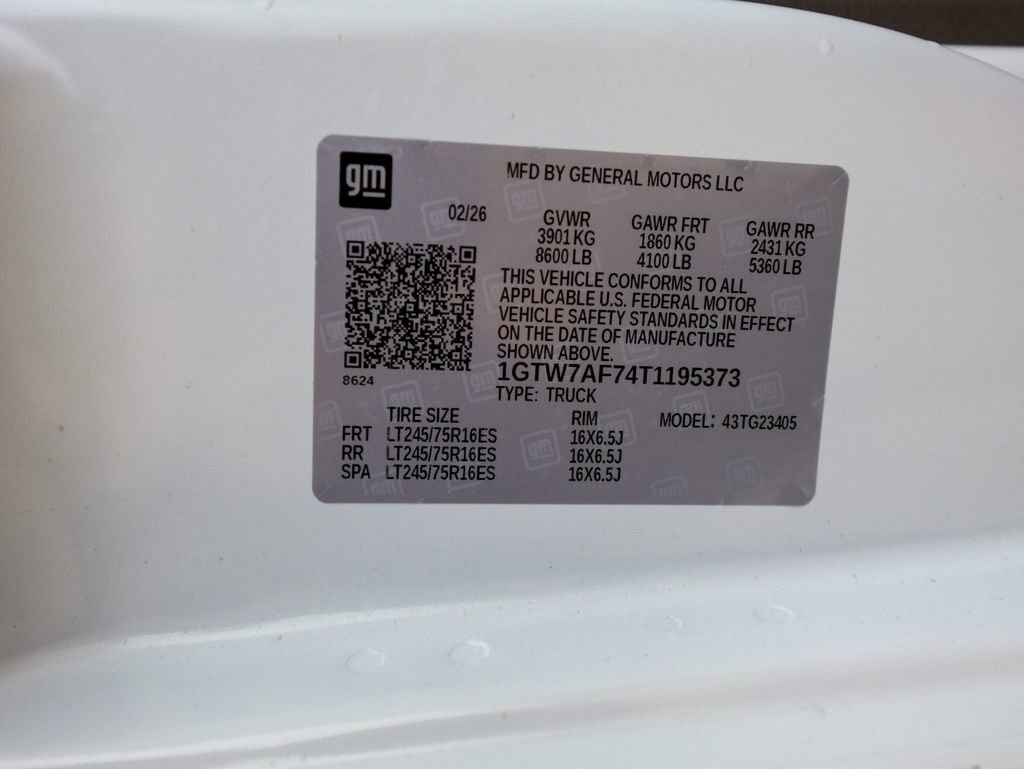 gm
MFD BY GENERAL MOTORS LLC
02/26
GVWR GAWR FRT GAWR RR
3901 KG 1860 KG 2431 KG
8600 LB 4100 LB 5360 LB
THIS VEHICLE CONFORMS TO ALL
APPLICABLE U.S. FEDERAL MOTOR
VEHICLE SAFETY STANDARDS IN EFFECT
ON THE DATE OF MANUFACTURE
SHOWN ABOVE.
8624
1GTW7AF74T1195373
TYPE: TRUCK
TIRE SIZE RIM MODEL: 43TG23405
FRT LT245/75R16ES 16X6.5J
RR LT245/75R16ES 16X6.5J
SPA LT245/75R16ES 16X6.5J